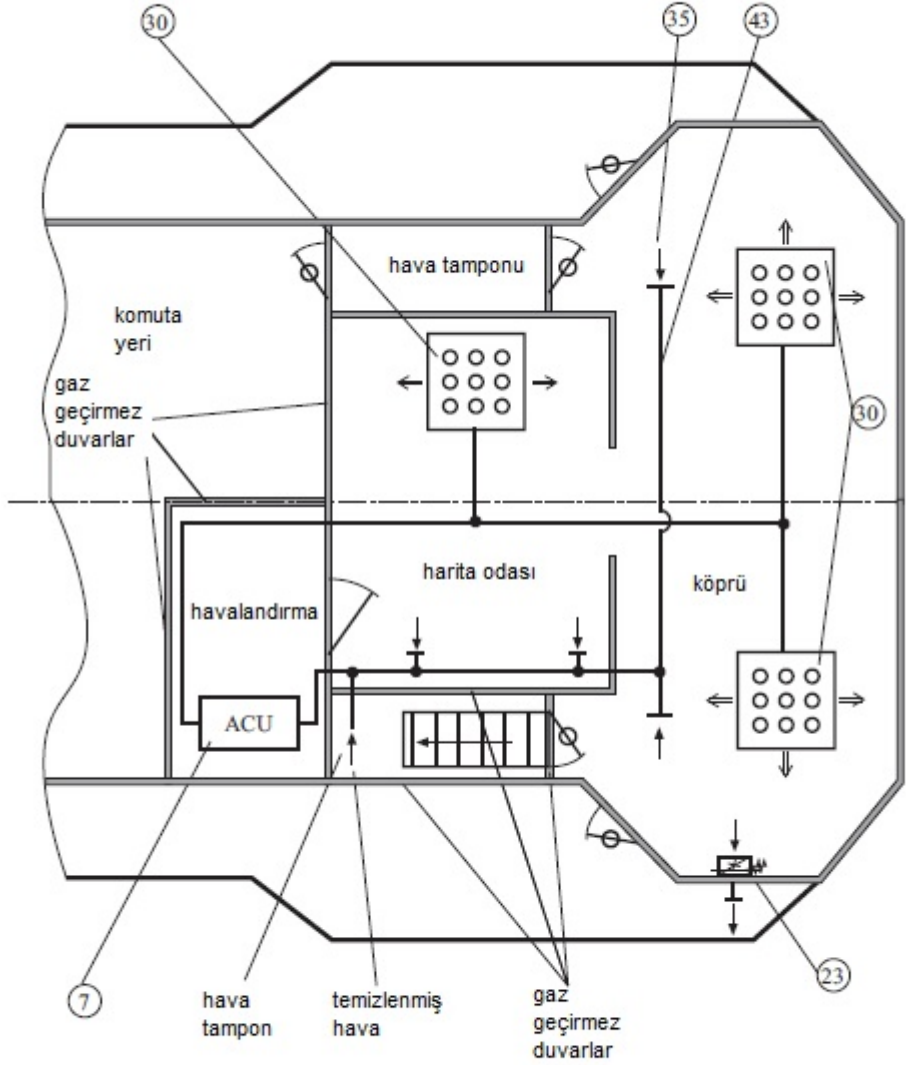 30
35
43
hava tamponu
komuta
yeri
gaz
geçirmez
duvarlar
30
harita odası
köprü
havalandırma
ACU
7
hava
tampon
temizlenmiş
hava
gaz
geçirmez
duvarlar
23